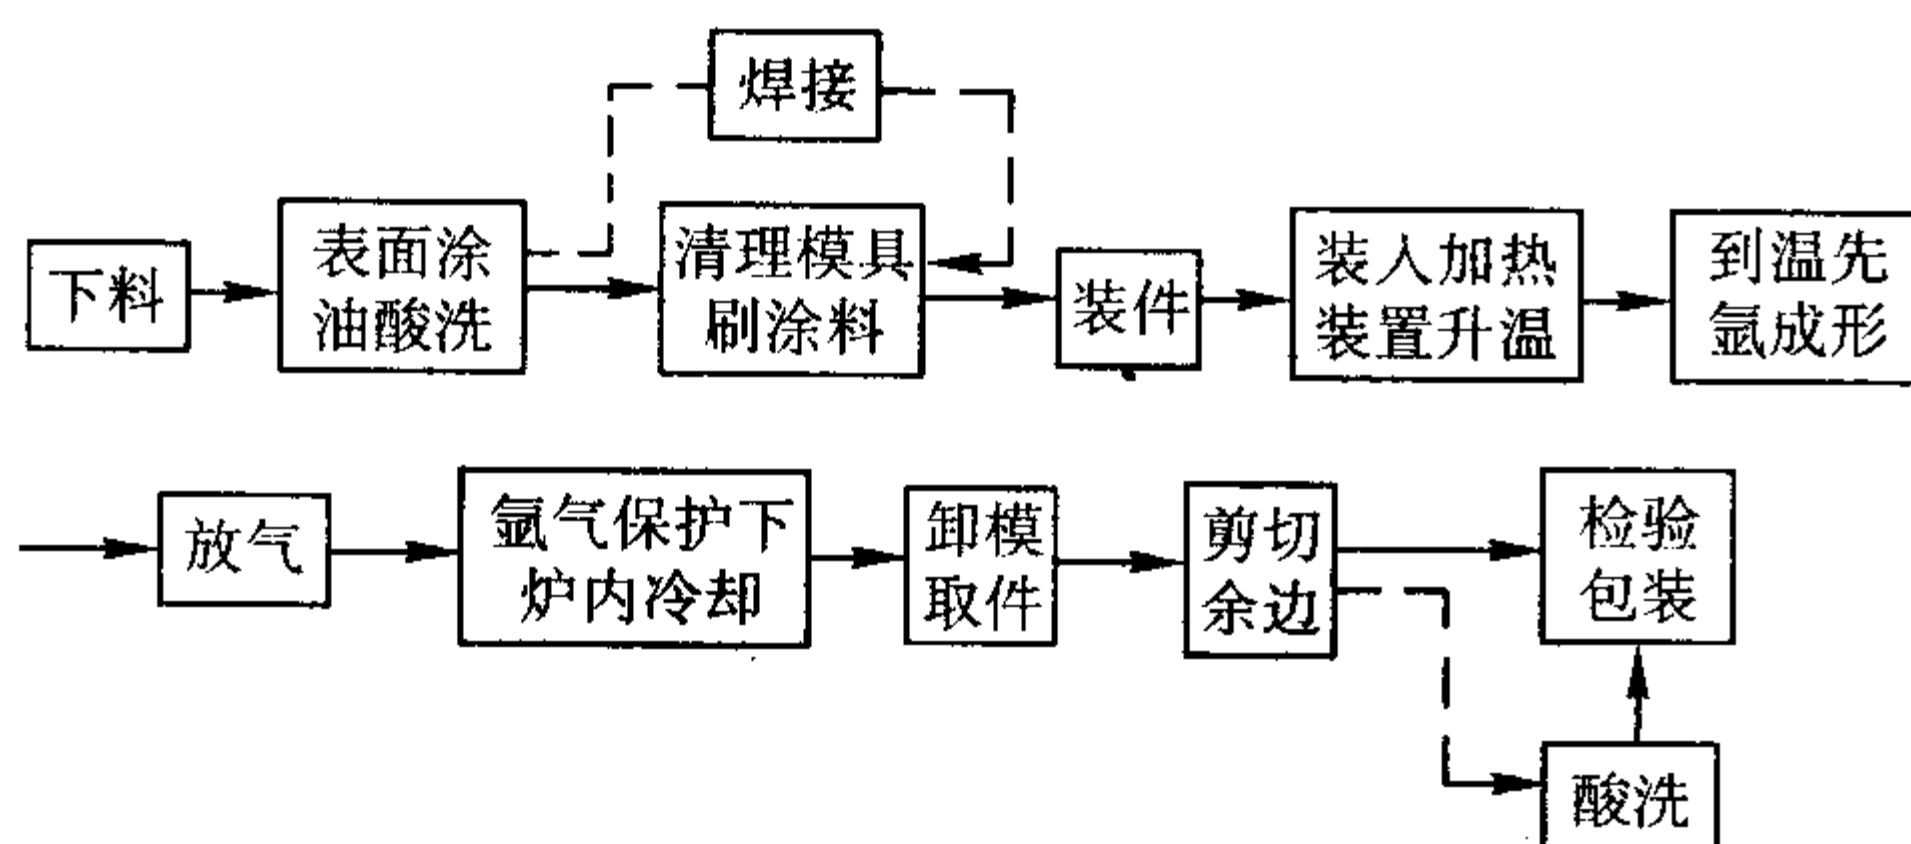 焊接
下料
表面涂
油酸洗
清理模具
刷涂料
装件
装入加热
装置升温
到温先
氩成形
放气
氩气保护下
炉内冷却
卸模
取件
剪切
余边
检验
包装
酸洗